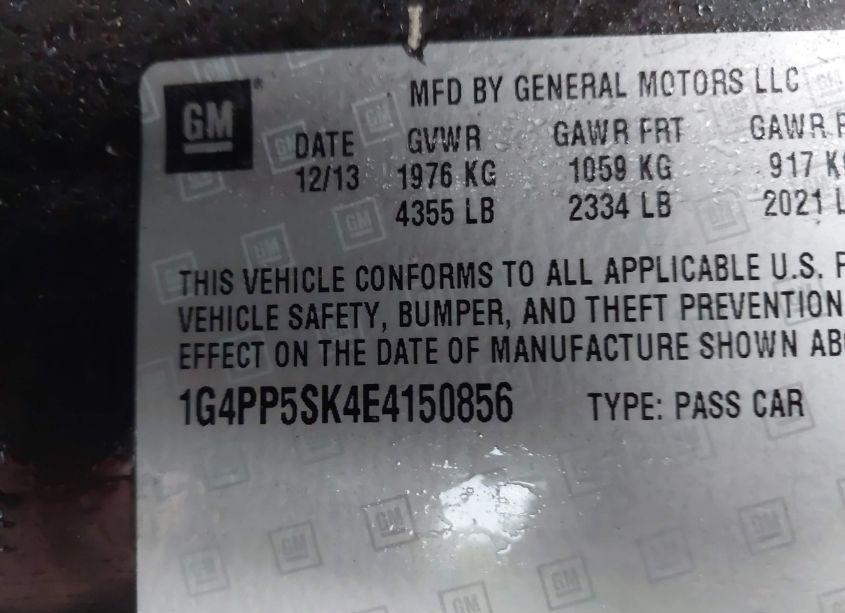 GM
MFD BY GENERAL MOTORS LLC
DATE GVWR GAWR FRT GAWR
12/13 1976 KG 1059 KG 917
4355 LB 2334 LB 2021
THIS VEHICLE CONFORMS TO ALL APPLICABLE U.S.
VEHICLE SAFETY, BUMPER, AND THEFT PREVENTION
EFFECT ON THE DATE OF MANUFACTURE SHOWN
1G4PP5SK4E4150856 TYPE: PASS CAR